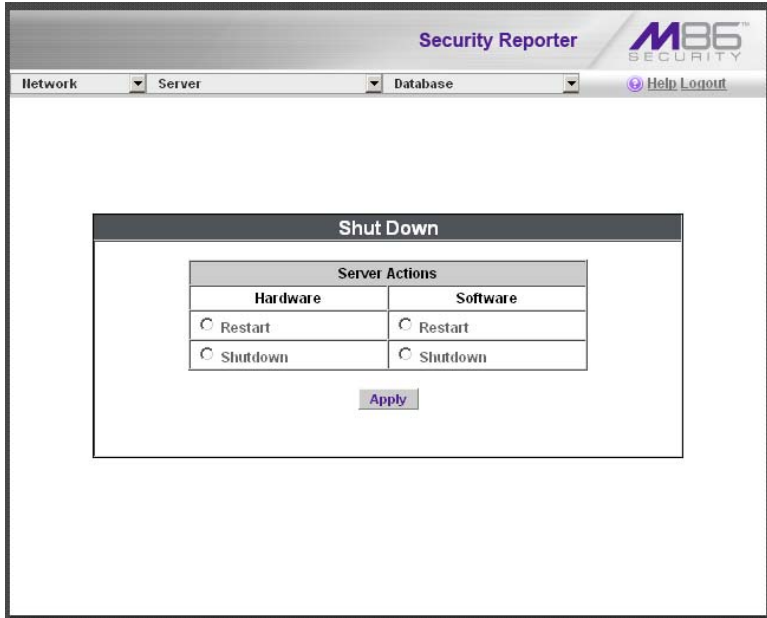 Security Reporter
M86™
SECURITY
Network Server Database Help Logout
Shut Down
Server Actions
Hardware Software
Restart Restart
Shutdown Shutdown
Apply